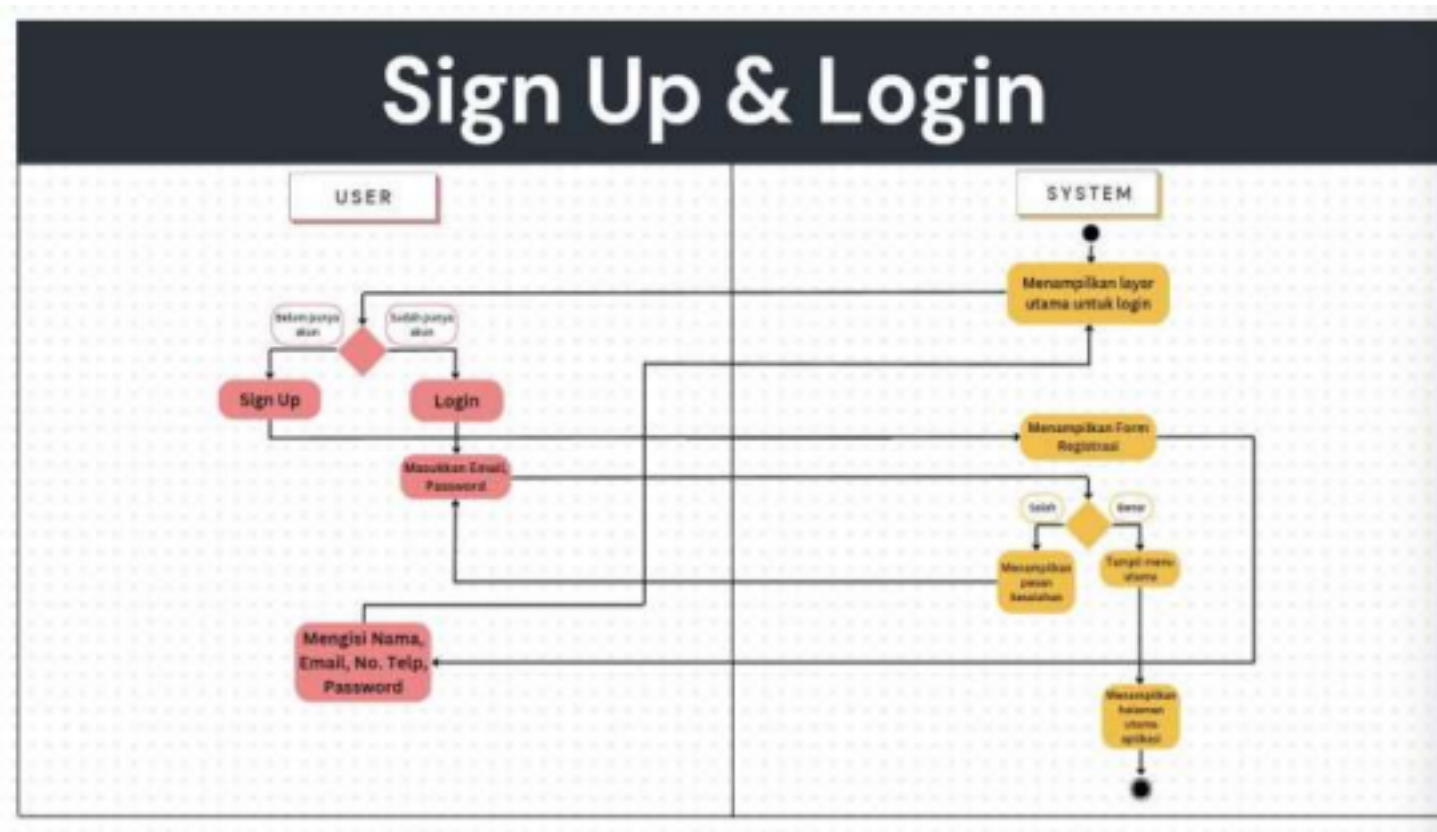 Sign Up & Login
USER
SYSTEM
Menampilkan layar
utama untuk login
Belum punya
akun
Sudah punya
akun
Sign Up
Login
Menampilkan Form
Registrasi
Masukkan Email,
Password
Salah
Benar
Menampilkan
pesan
kesalahan
Tampil menu
utama
Mengisi Nama,
Email, No. Telp,
Password
Menampilkan
halaman
utama
aplikasi